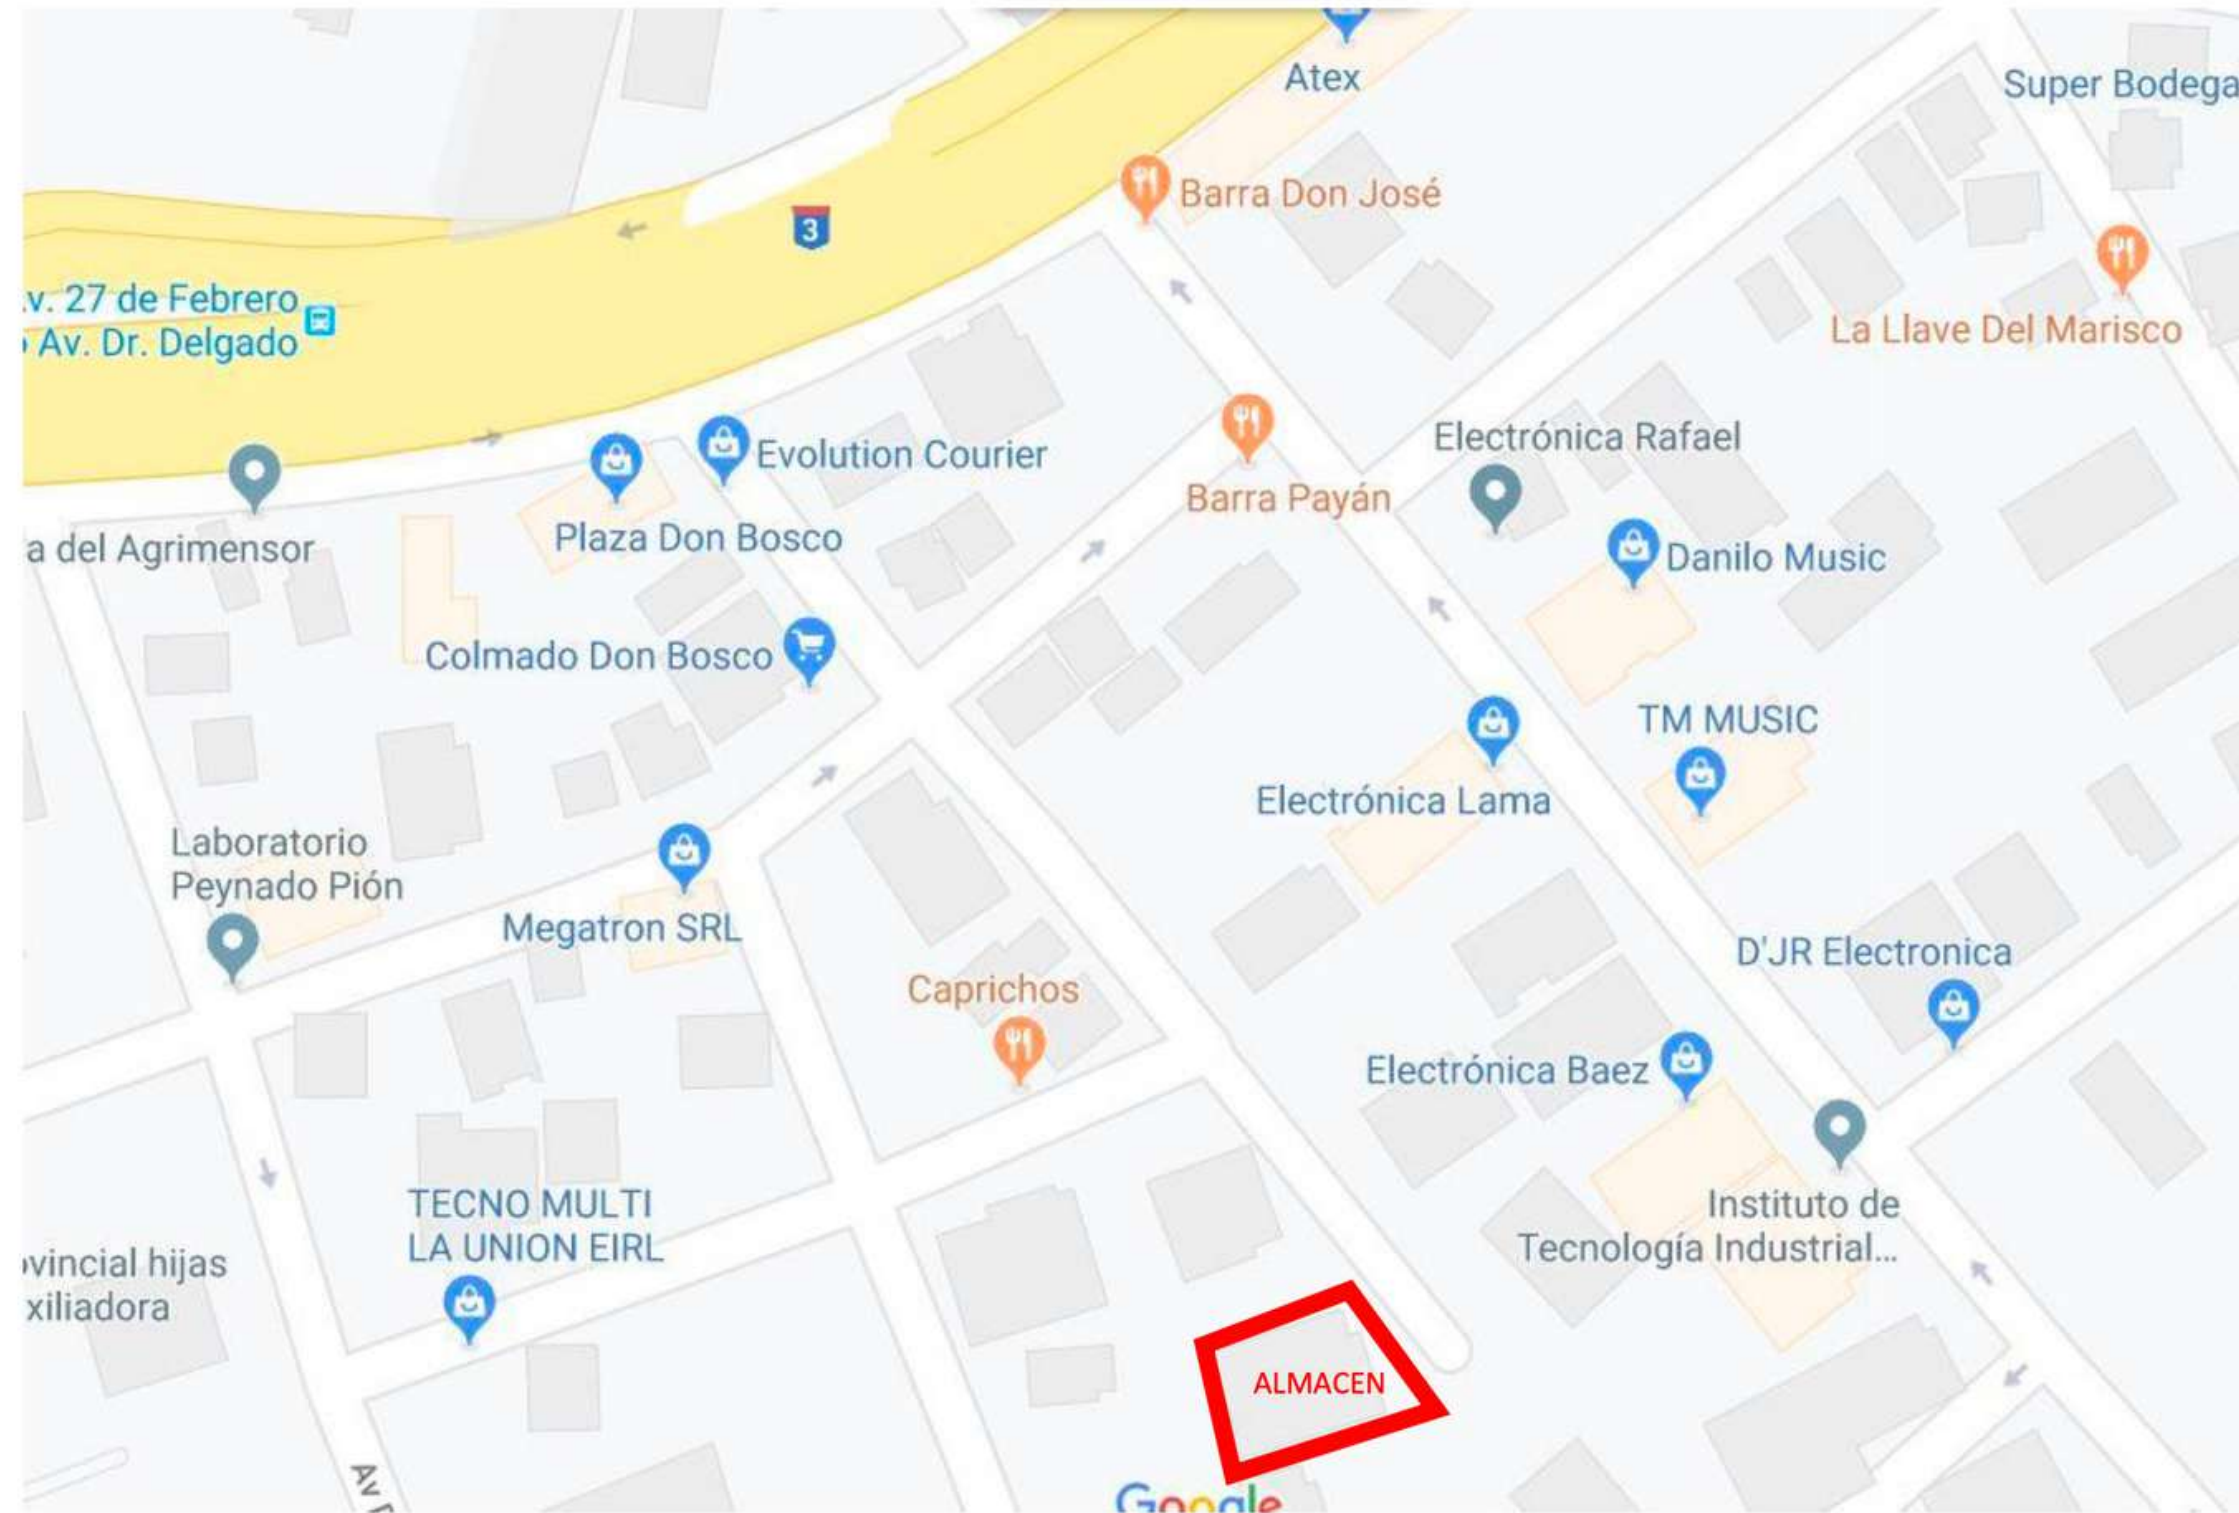 Atex
Super Bodega
Barra Don José
3
v. 27 de Febrero
Av. Dr. Delgado
La Llave Del Marisco
Evolution Courier
Electrónica Rafael
Barra Payán
a del Agrimensor
Plaza Don Bosco
Danilo Music
Colmado Don Bosco
TM MUSIC
Electrónica Lama
Laboratorio
Peynado Pión
Megatron SRL
D'JR Electronica
Caprichos
Electrónica Baez
TECNO MULTI
LA UNION EIRL
Instituto de
Tecnología Industrial...
vincial hijas
xiliadora
ALMACEN
Av
Google